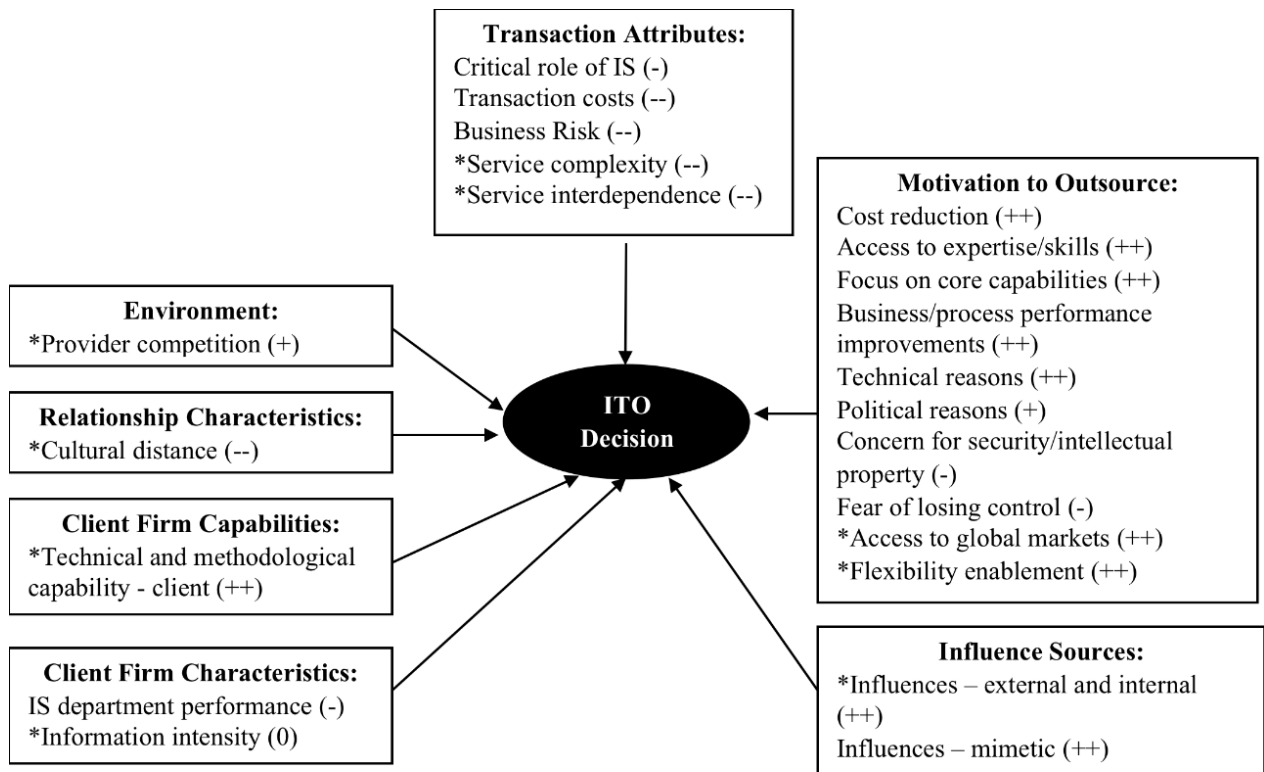 Transaction Attributes:
Critical role of IS (-)
Transaction costs (--)
Business Risk (--)
*Service complexity (--)
*Service interdependence (--)
Motivation to Outsource:
Cost reduction (++)
Access to expertise/skills (++)
Focus on core capabilities (++)
Business/process performance
improvements (++)
Technical reasons (++)
Political reasons (+)
Concern for security/intellectual
property (-)
Fear of losing control (-)
*Access to global markets (++)
*Flexibility enablement (++)
Environment:
*Provider competition (+)
Relationship Characteristics:
*Cultural distance (--)
ITO
Decision
Client Firm Capabilities:
*Technical and methodological
capability - client (++)
Client Firm Characteristics:
IS department performance (-)
*Information intensity (0)
Influence Sources:
*Influences – external and internal
(++)
Influences – mimetic (++)